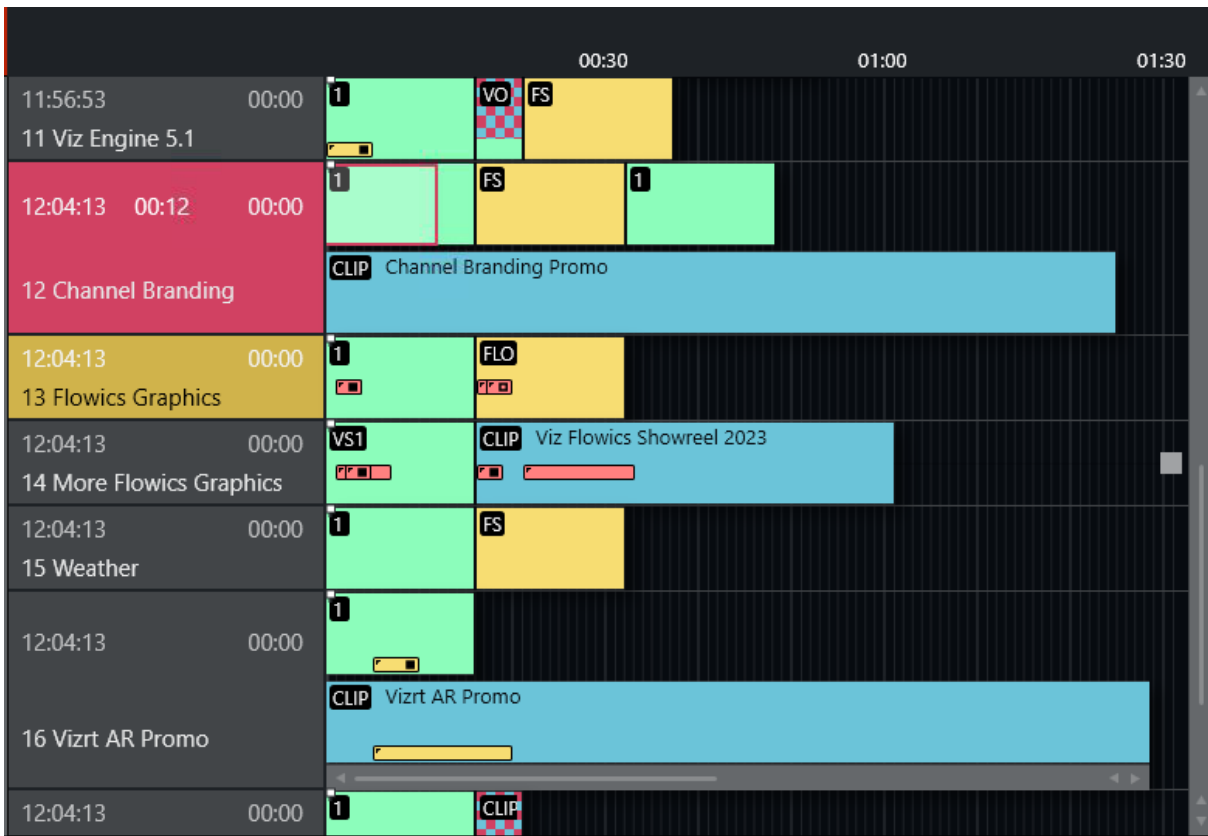 00:30 01:00 01:30
11:56:53 00:00 1 VO FS
11 Viz Engine 5.1
1 FS 1
12:04:13 00:12 00:00
CLIP Channel Branding Promo
12 Channel Branding
12:04:13 00:00 1 FLO
13 Flowics Graphics
12:04:13 00:00 VS1 CLIP Viz Flowics Showreel 2023
14 More Flowics Graphics
12:04:13 00:00 1 FS
15 Weather
1
12:04:13 00:00
CLIP Vizrt AR Promo
16 Vizrt AR Promo
12:04:13 00:00 1 CLIP